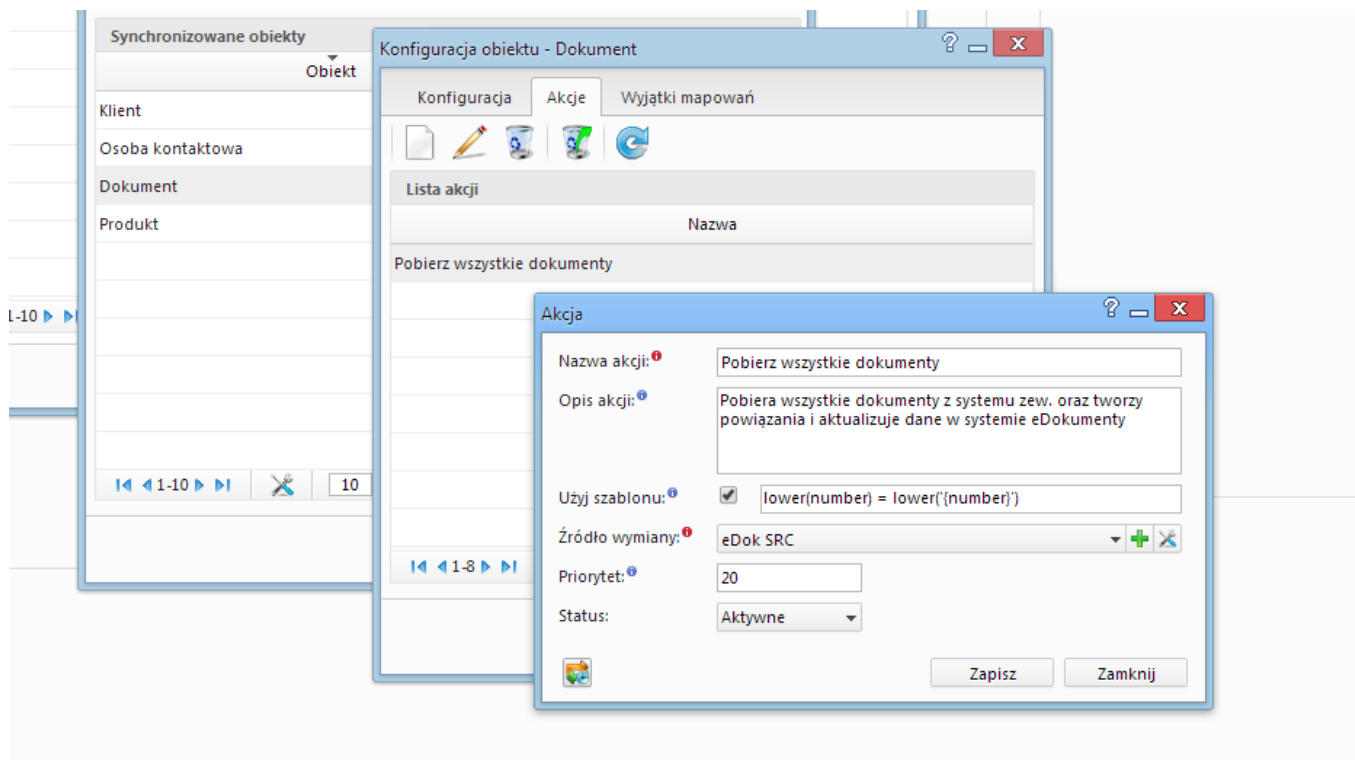 Synchronizowane obiekty
Obiekt
Klient
Osoba kontaktowa
Dokument
Produkt
1-10
1-10
10
Konfiguracja obiektu - Dokument
Konfiguracja
Akcje
Wyjątki mapowań
Lista akcji
Nazwa
Pobierz wszystkie dokumenty
1-8
Akcja
Nazwa akcji:
Pobierz wszystkie dokumenty
Opis akcji:
Pobiera wszystkie dokumenty z systemu zew. oraz tworzy
powiązania i aktualizuje dane w systemie eDokumenty
Użyj szablonu:
lower(number) = lower('{number}')
Źródło wymiany:
eDok SRC
Priorytet:
20
Status:
Aktywne
Zapisz
Zamknij